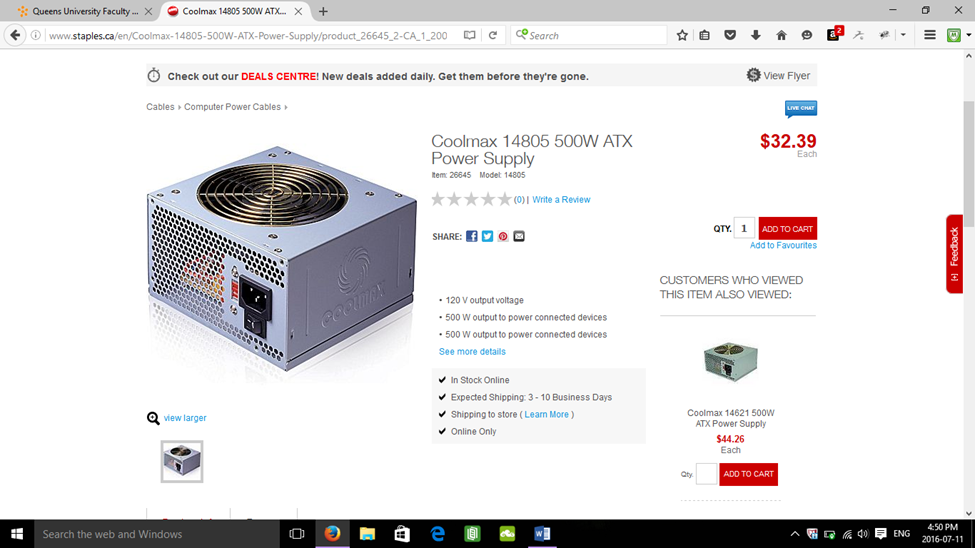 Queens University Faculty ...
Coolmax 14805 500W ATX...
www.staples.ca/en/Coolmax-14805-500W-ATX-Power-Supply/product_26645_2-CA_1_200
Search
2
Check out our DEALS CENTRE! New deals added daily. Get them before they're gone.
View Flyer
Cables › Computer Power Cables ›
LIVE CHAT
Coolmax 14805 500W ATX
Power Supply
$32.39
Each
Item: 26645 Model: 14805
(0) | Write a Review
QTY. 1 ADD TO CART
Add to Favourites
SHARE:
[+] Feedback
CUSTOMERS WHO VIEWED
THIS ITEM ALSO VIEWED:
COOLMAX
• 120 V output voltage
• 500 W output to power connected devices
• 500 W output to power connected devices
See more details
In Stock Online
Expected Shipping: 3 - 10 Business Days
Shipping to store ( Learn More )
Online Only
view larger
Coolmax 14621 500W
ATX Power Supply
$44.26
Each
Qty. ADD TO CART
Search the web and Windows
ENG
4:50 PM
2016-07-11